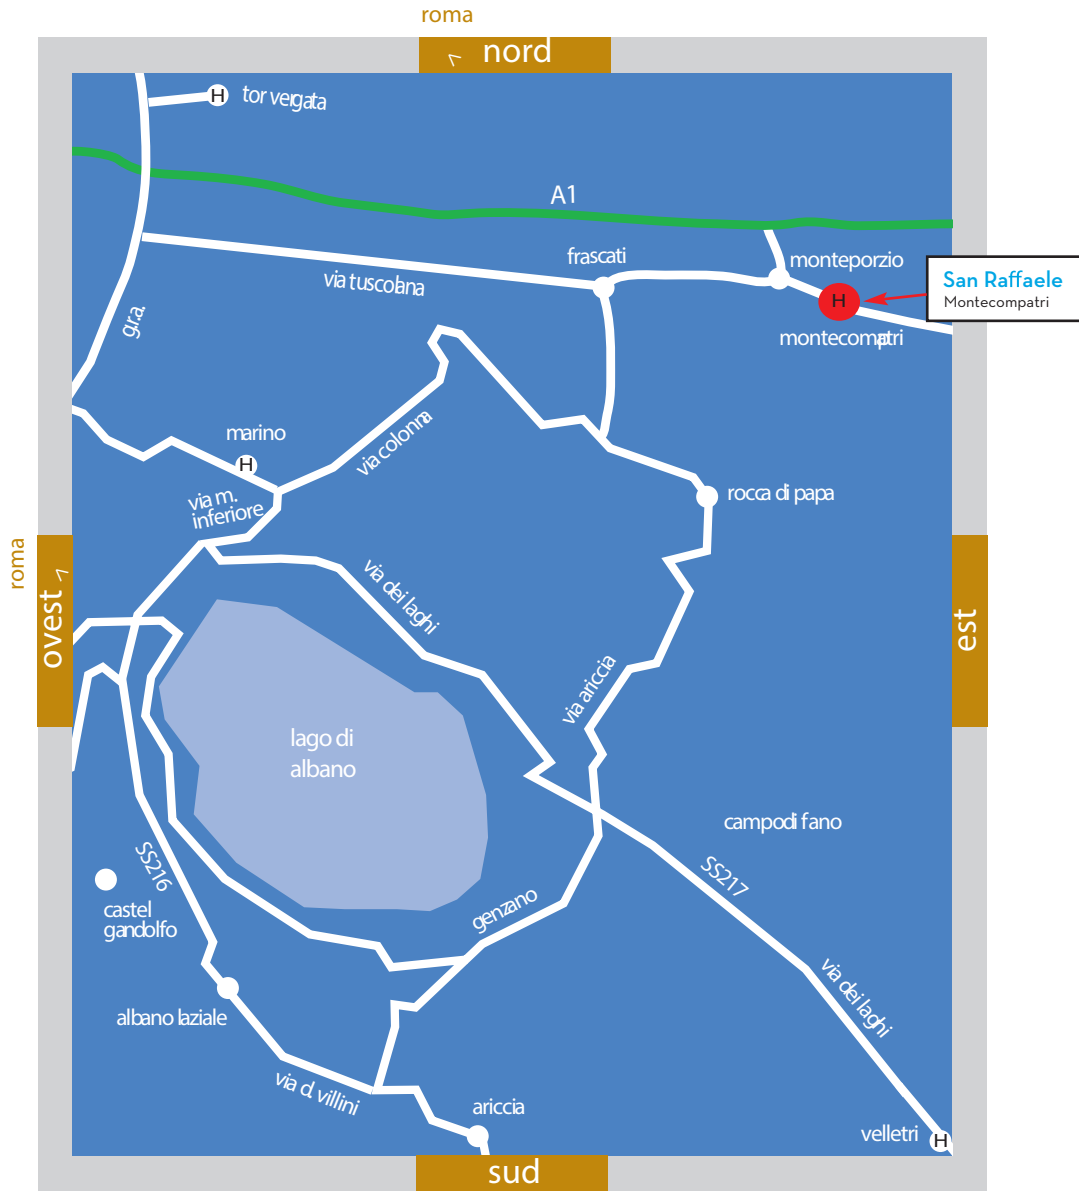 roma
nord
H
tor vergata
A1
frascati
monteporzio
via tuscolana
San Raffaele
Montecompatri
H
g.r.a.
montecompatri
via colonna
marino
H
rocca di papa
via m.
inferiore
roma
ovest
est
via dei laghi
via ariccia
lago di
albano
campodi fano
SS216
SS217
castel
gandolfo
genzano
via dei laghi
albano laziale
via d. villini
ariccia
velletri
H
sud